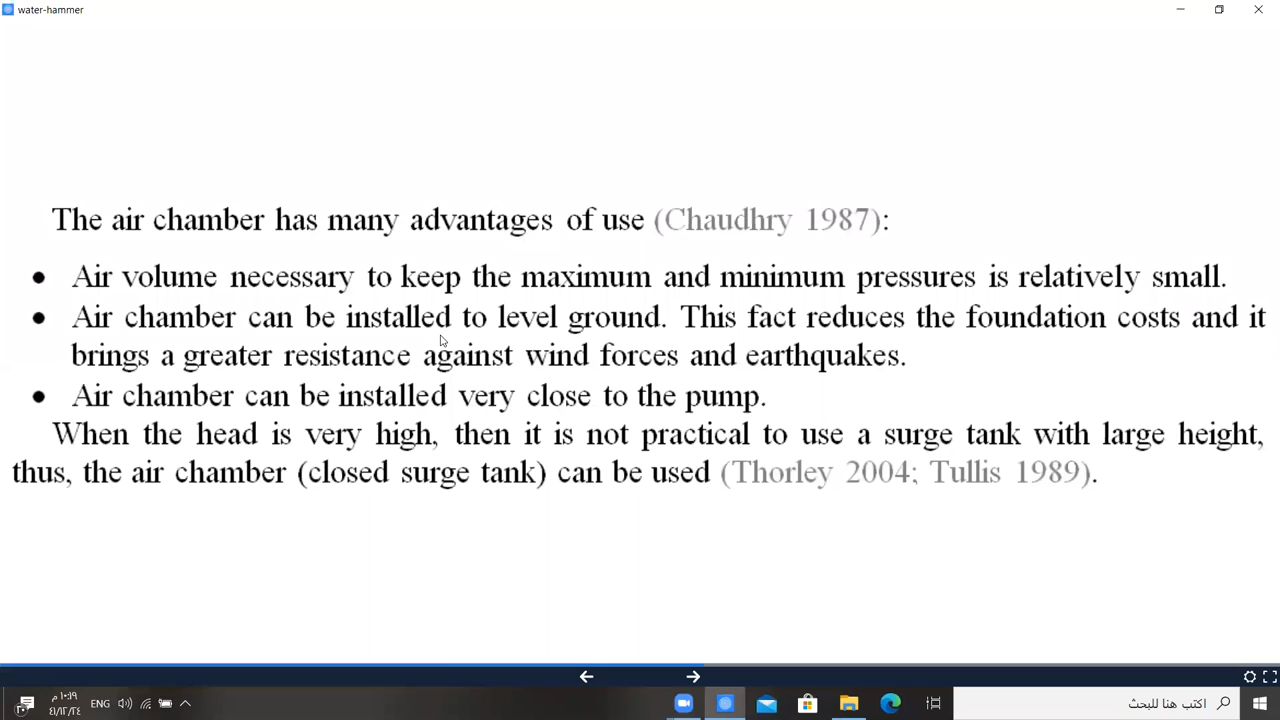 water-hammer
The air chamber has many advantages of use (Chaudhry 1987):
• Air volume necessary to keep the maximum and minimum pressures is relatively small.
• Air chamber can be installed to level ground. This fact reduces the foundation costs and it
brings a greater resistance against wind forces and earthquakes.
• Air chamber can be installed very close to the pump.
When the head is very high, then it is not practical to use a surge tank with large height,
thus, the air chamber (closed surge tank) can be used (Thorley 2004; Tullis 1989).
ENG
١٠:١٩ م
اكتب هنا للبحث